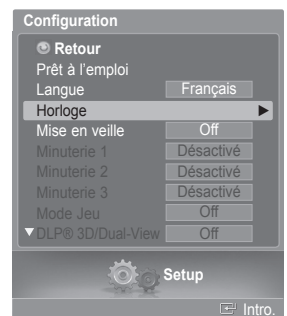 Configuration
Retour
Prêt à l'emploi
Langue Français
Horloge
Mise en veille Off
Minuterie 1 Désactivé
Minuterie 2 Désactivé
Minuterie 3 Désactivé
Mode Jeu Off
DLP® 3D/Dual-View Off
Setup
Intro.